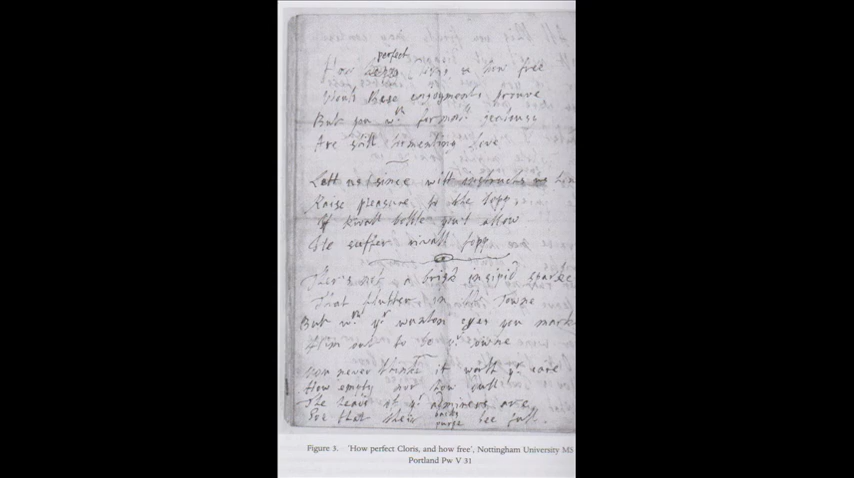 perfect
How Cloris, & how free
Would these enjoyments proove
But you wth formall jealousie
Are still tormenting Love
Lett us since witt instructs us how
Raise pleasure to the topp,
If Rivall bottle you'l allow
Ile suffer rivall fopp
Ther's not a brisk insipid sparke
That flutters in the Towne
But wth yr wanton eyes you mark
Him out to be yr owne
You never thinke it worth yr care
How empty nor how dull
The heads of yr admirers are
Soe that their
purse bee full.
Figure 3. 'How perfect Cloris, and how free', Nottingham University MS
Portland Pw V 31